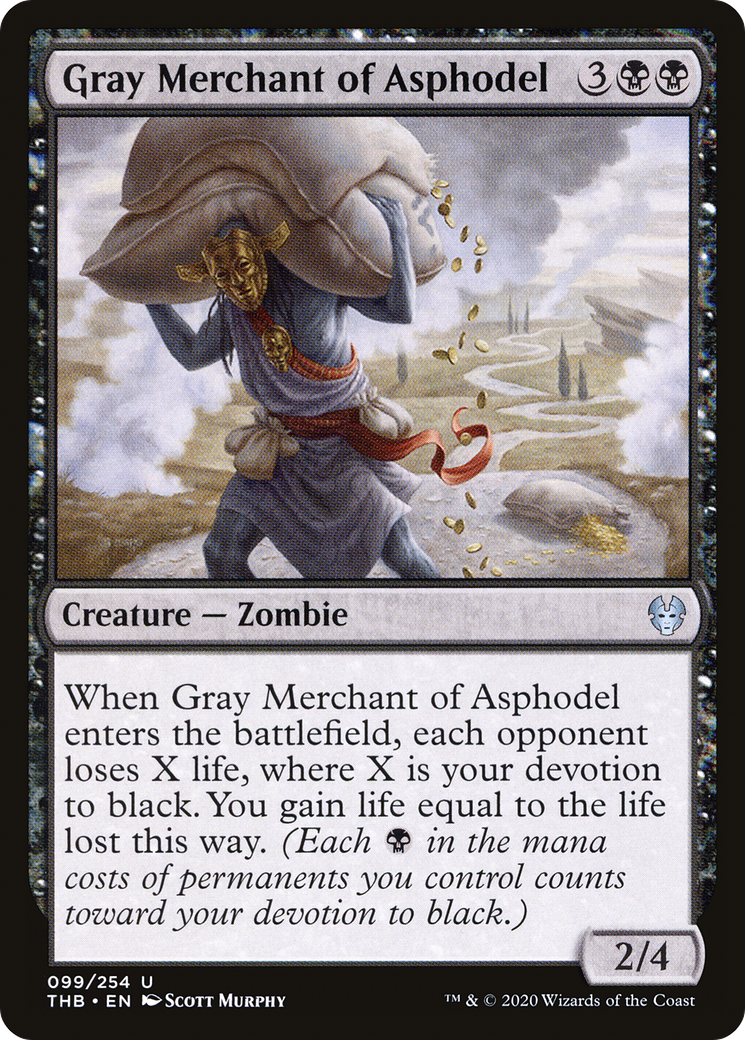 Gray Merchant of Asphodel 3
Creature — Zombie
When Gray Merchant of Asphodel
enters the battlefield, each opponent
loses X life, where X is your devotion
to black. You gain life equal to the life
lost this way. (Each in the mana
costs of permanents you control counts
toward your devotion to black.)
2/4
099/254 U
THB • EN Scott Murphy
™ & © 2020 Wizards of the Coast